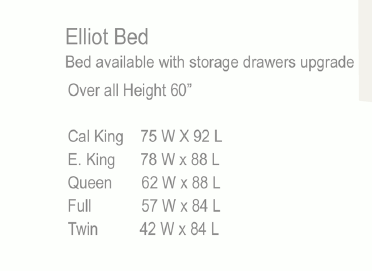 Elliot Bed
Bed available with storage drawers upgrade
Over all Height 60”
Cal King 75 W X 92 L
E. King 78 W x 88 L
Queen 62 W x 88 L
Full 57 W x 84 L
Twin 42 W x 84 L